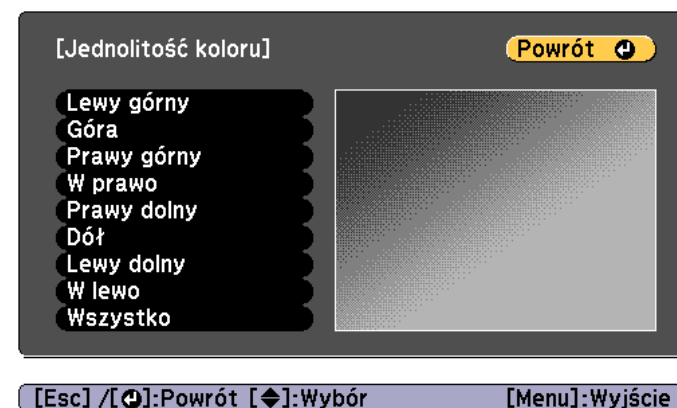 [Jednolitość koloru] Powrót
Lewy górny
Góra
Prawy górny
W prawo
Prawy dolny
Dół
Lewy dolny
W lewo
Wszystko
[Esc] /[⏎]:Powrót [◆]:Wybór [Menu]:Wyjście